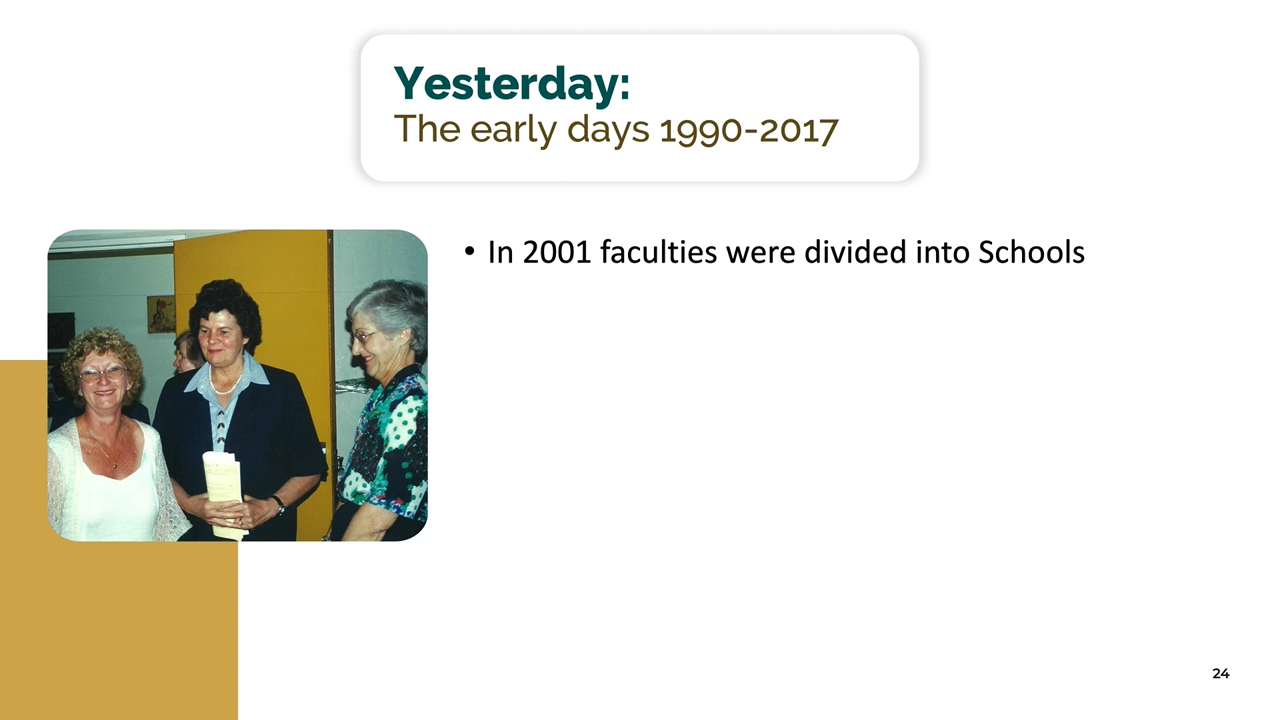 Yesterday:
The early days 1990-2017
• In 2001 faculties were divided into Schools
24